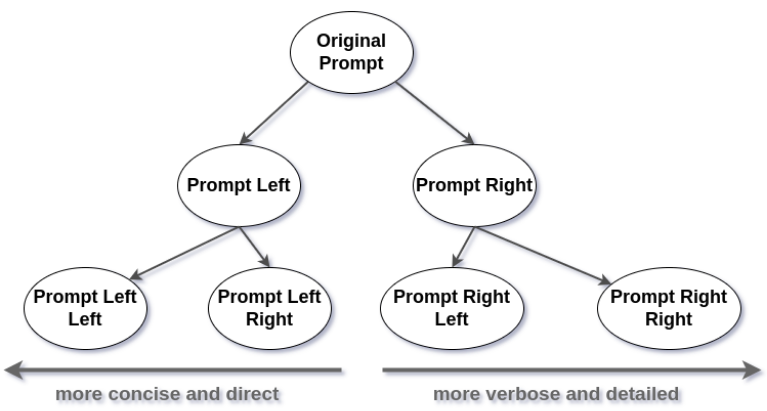 Original
Prompt
Prompt Left
Prompt Right
Prompt Left
Left
Prompt Left
Right
Prompt Right
Left
Prompt Right
Right
more concise and direct
more verbose and detailed